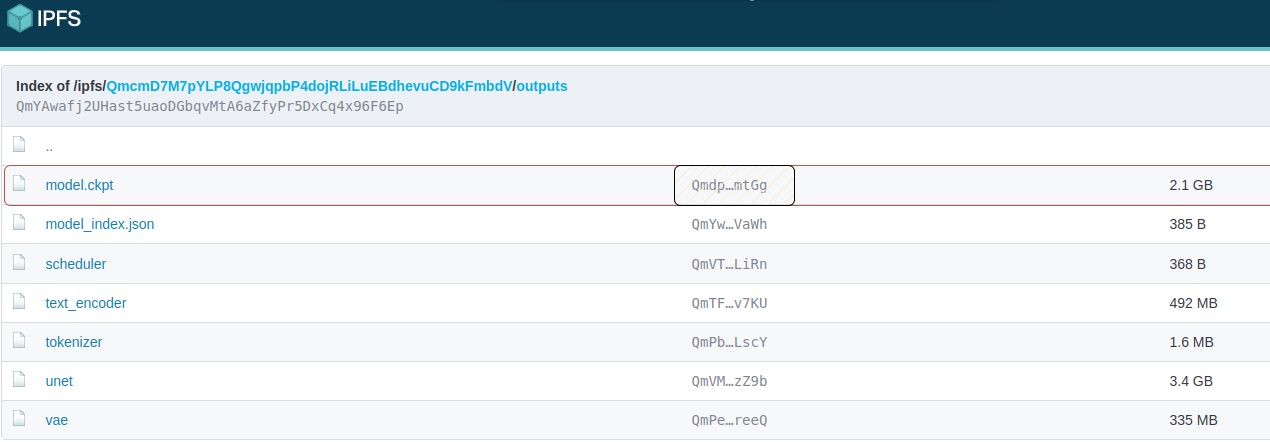 IPFS
Index of /ipfs/QmcmD7M7pYLP8QgwjqpbP4dojRLiLuEBdhevuCD9kFmbdV/outputs
QmYAwafj2UHast5uaoDGbqvMtA6aZfyPr5DxCq4x96F6Ep
..
model.ckpt Qmdp…mtGg 2.1 GB
model_index.json QmYw…VaWh 385 B
scheduler QmVT…LiRn 368 B
text_encoder QmTF…v7KU 492 MB
tokenizer QmPb…LscY 1.6 MB
unet QmVM…zZ9b 3.4 GB
vae QmPe…reeQ 335 MB